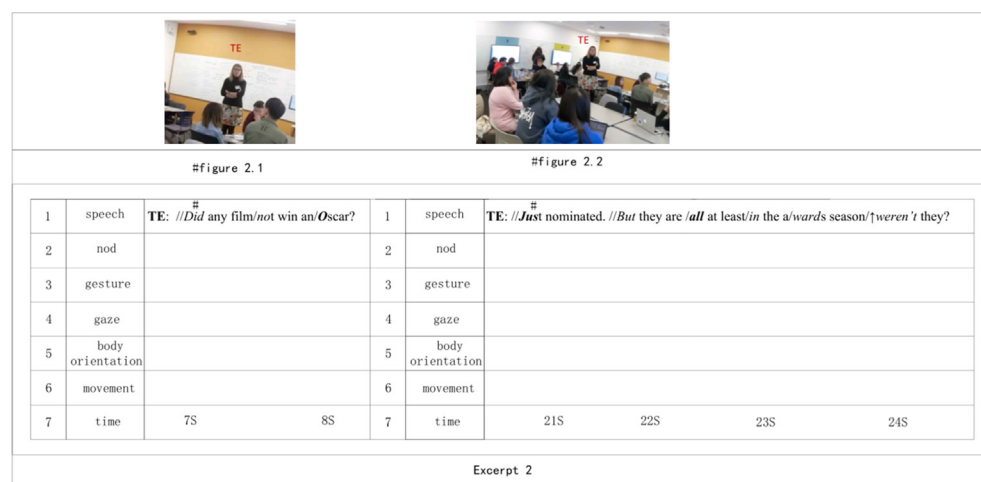 TE
TE
#figure 2.1
#figure 2.2
#
1 speech TE: //Did any film/not win an/Oscar?
2 nod
3 gesture
4 gaze
5 body orientation
6 movement
7 time 7S 8S
#
1 speech TE: //Just nominated. //But they are /all at least/in the a/wards season/↑weren't they?
2 nod
3 gesture
4 gaze
5 body orientation
6 movement
7 time 21S 22S 23S 24S
Excerpt 2